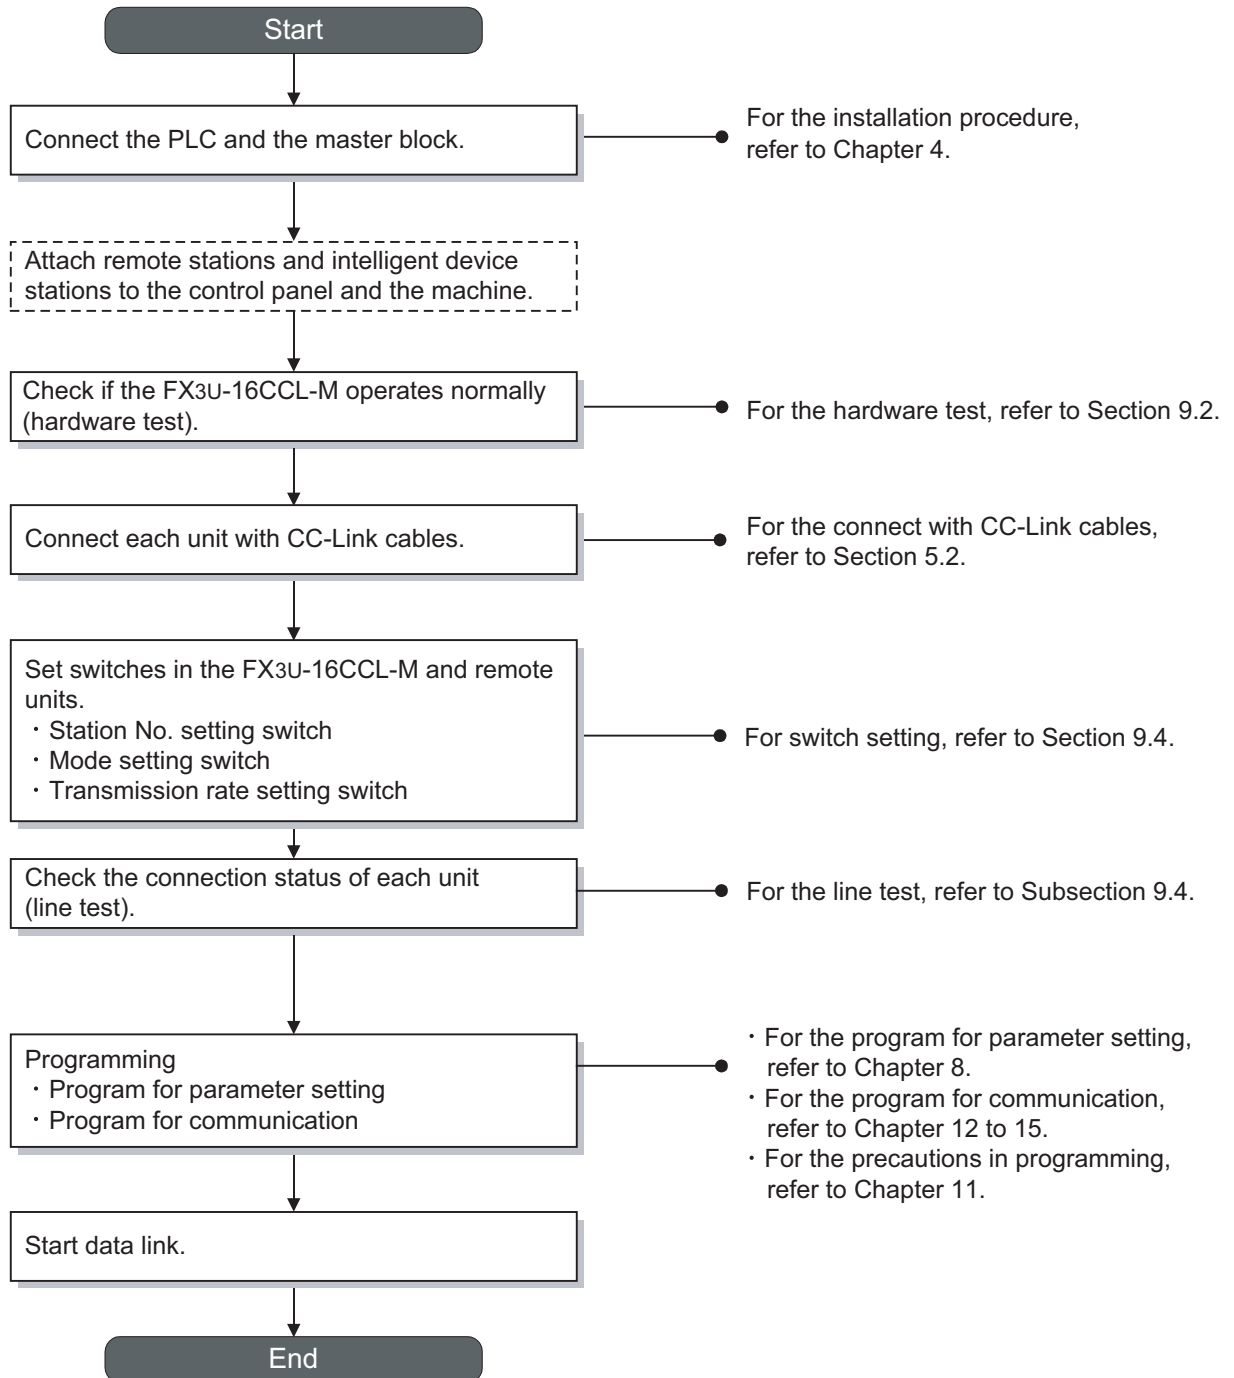 Start
Connect the PLC and the master block.
For the installation procedure,
refer to Chapter 4.
Attach remote stations and intelligent device
stations to the control panel and the machine.
Check if the FX3U-16CCL-M operates normally
(hardware test).
For the hardware test, refer to Section 9.2.
Connect each unit with CC-Link cables.
For the connect with CC-Link cables,
refer to Section 5.2.
Set switches in the FX3U-16CCL-M and remote
units.
· Station No. setting switch
· Mode setting switch
· Transmission rate setting switch
For switch setting, refer to Section 9.4.
Check the connection status of each unit
(line test).
For the line test, refer to Subsection 9.4.
Programming
· Program for parameter setting
· Program for communication
· For the program for parameter setting,
refer to Chapter 8.
· For the program for communication,
refer to Chapter 12 to 15.
· For the precautions in programming,
refer to Chapter 11.
Start data link.
End